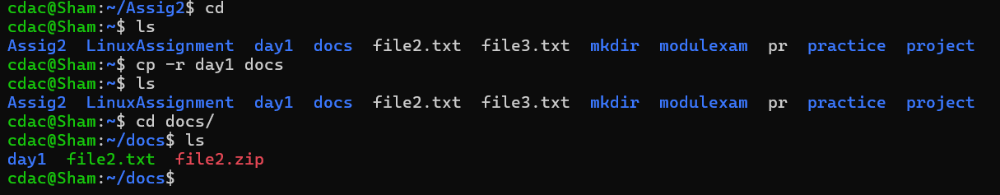 cdac@Sham:~/Assig2$ cd
cdac@Sham:~$ ls
Assig2  LinuxAssignment  day1  docs  file2.txt  file3.txt  mkdir  modulexam  pr  practice  project
cdac@Sham:~$ cp -r day1 docs
cdac@Sham:~$ ls
Assig2  LinuxAssignment  day1  docs  file2.txt  file3.txt  mkdir  modulexam  pr  practice  project
cdac@Sham:~$ cd docs/
cdac@Sham:~/docs$ ls
day1  file2.txt  file2.zip
cdac@Sham:~/docs$